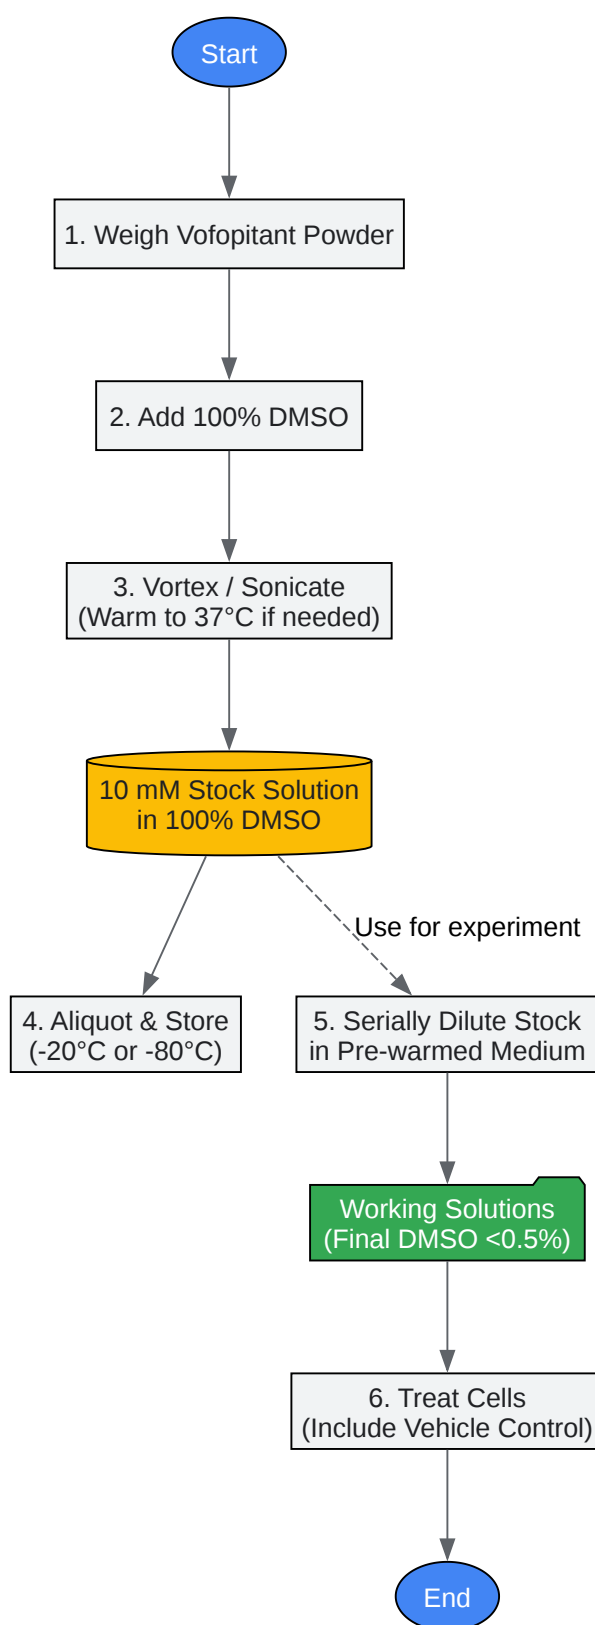 Start
1. Weigh Vofopitant Powder
2. Add 100% DMSO
3. Vortex / Sonicate
(Warm to 37°C if needed)
10 mM Stock Solution
in 100% DMSO
Use for experiment
4. Aliquot & Store
(-20°C or -80°C)
5. Serially Dilute Stock
in Pre-warmed Medium
Working Solutions
(Final DMSO <0.5%)
6. Treat Cells
(Include Vehicle Control)
End